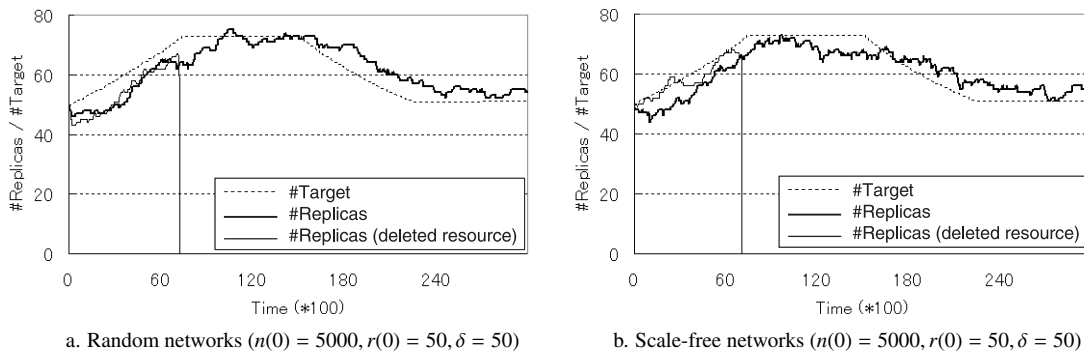 80
60
40
20
0
#Replicas / #Target
#Target
#Replicas
#Replicas (deleted resource)
0 60 120 180 240
Time (*100)
a. Random networks (n(0) = 5000, r(0) = 50, δ = 50)
80
60
40
20
0
#Replicas / #Target
#Target
#Replicas
#Replicas (deleted resource)
0 60 120 180 240
Time (*100)
b. Scale-free networks (n(0) = 5000, r(0) = 50, δ = 50)